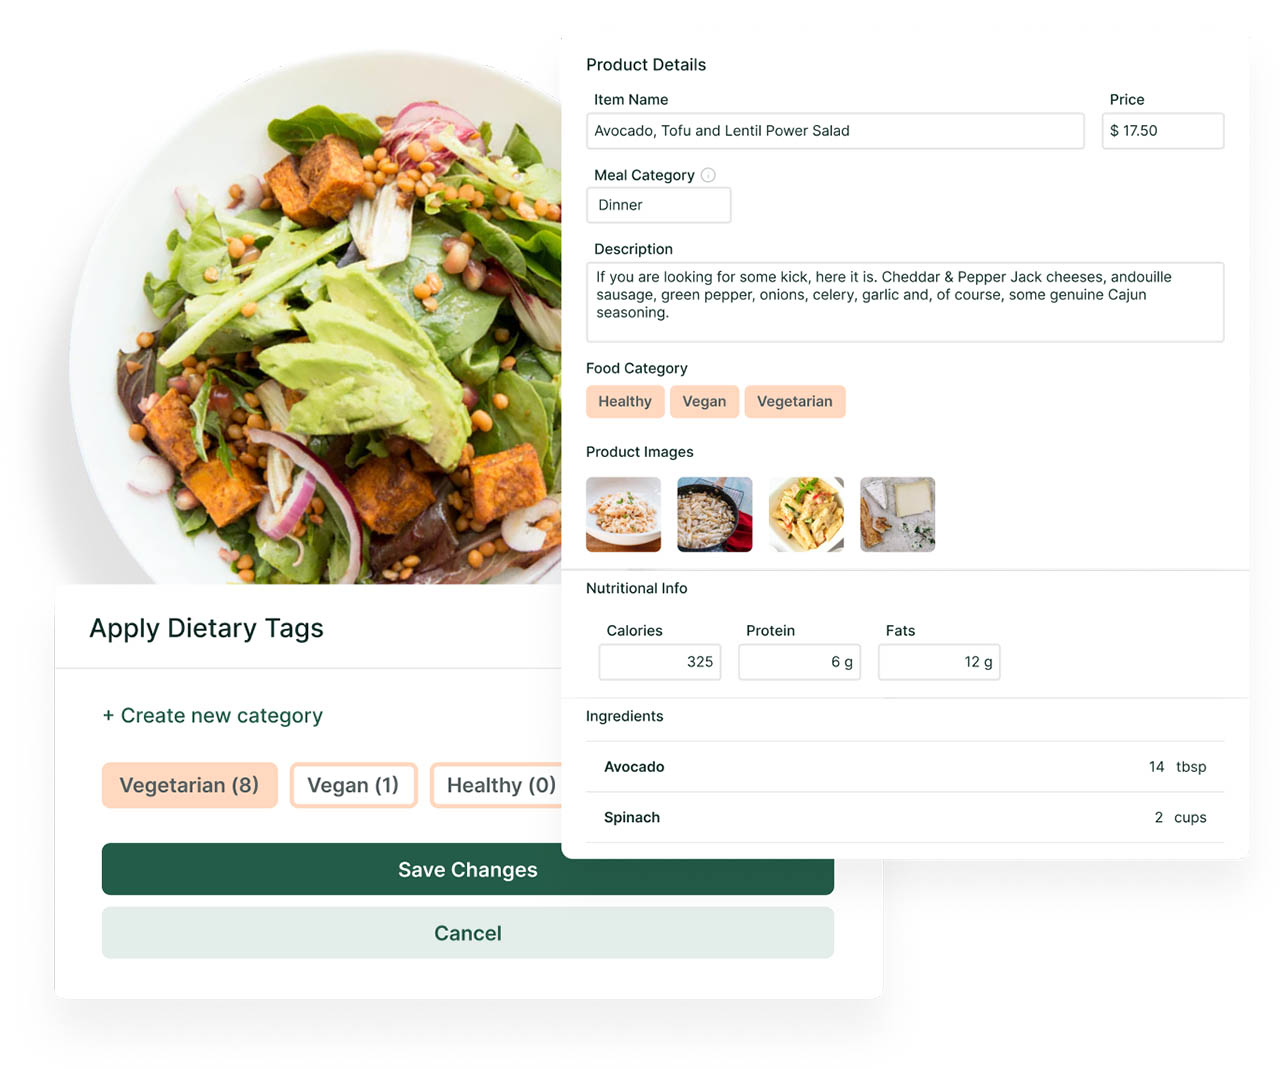 Product Details
Item Name
Price
Avocado, Tofu and Lentil Power Salad
$ 17.50
Meal Category
Dinner
Description
If you are looking for some kick, here it is. Cheddar & Pepper Jack cheeses, andouille
sausage, green pepper, onions, celery, garlic and, of course, some genuine Cajun
seasoning.
Food Category
Healthy Vegan Vegetarian
Product Images
Nutritional Info
Calories Protein Fats
325 6 g 12 g
Ingredients
Avocado 14 tbsp
Spinach 2 cups
Apply Dietary Tags
+ Create new category
Vegetarian (8) Vegan (1) Healthy (0)
Save Changes
Cancel